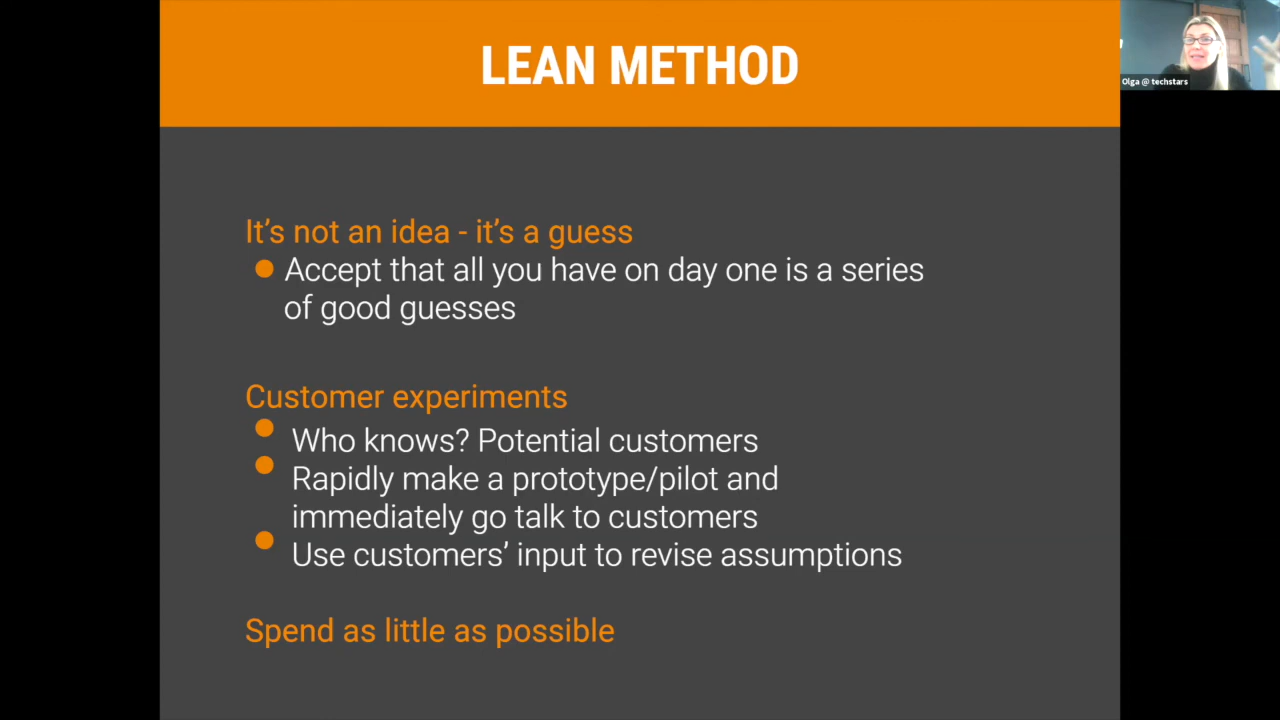 LEAN METHOD
Olga @ techstars
It's not an idea - it's a guess
Accept that all you have on day one is a series
of good guesses
Customer experiments
Who knows? Potential customers
Rapidly make a prototype/pilot and
immediately go talk to customers
Use customers' input to revise assumptions
Spend as little as possible